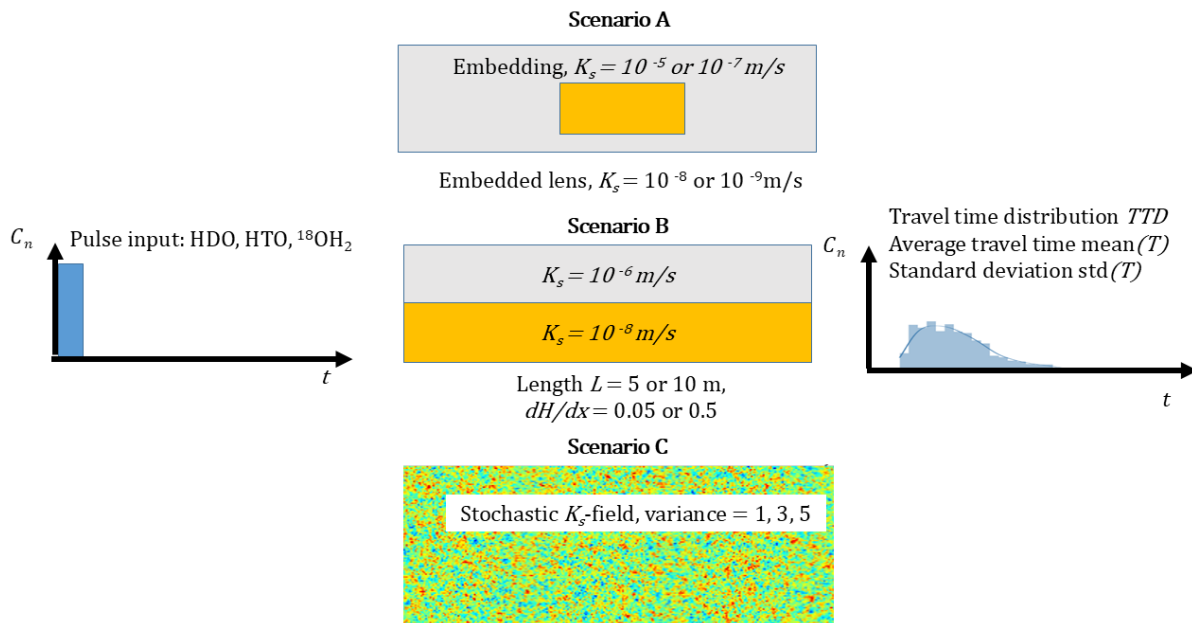 Scenario A
Embedding, Kₛ = 10 ⁻⁵ or 10 ⁻⁷ m/s
Embedded lens, Kₛ = 10 ⁻⁸ or 10 ⁻⁹m/s
Cₙ
Pulse input: HDO, HTO, ¹⁸OH₂
t
Scenario B
Kₛ = 10 ⁻⁶ m/s
Kₛ = 10 ⁻⁸ m/s
Length L = 5 or 10 m,
dH/dx = 0.05 or 0.5
Travel time distribution TTD
Cₙ
Average travel time mean(T)
Standard deviation std(T)
t
Scenario C
Stochastic Kₛ-field, variance = 1, 3, 5